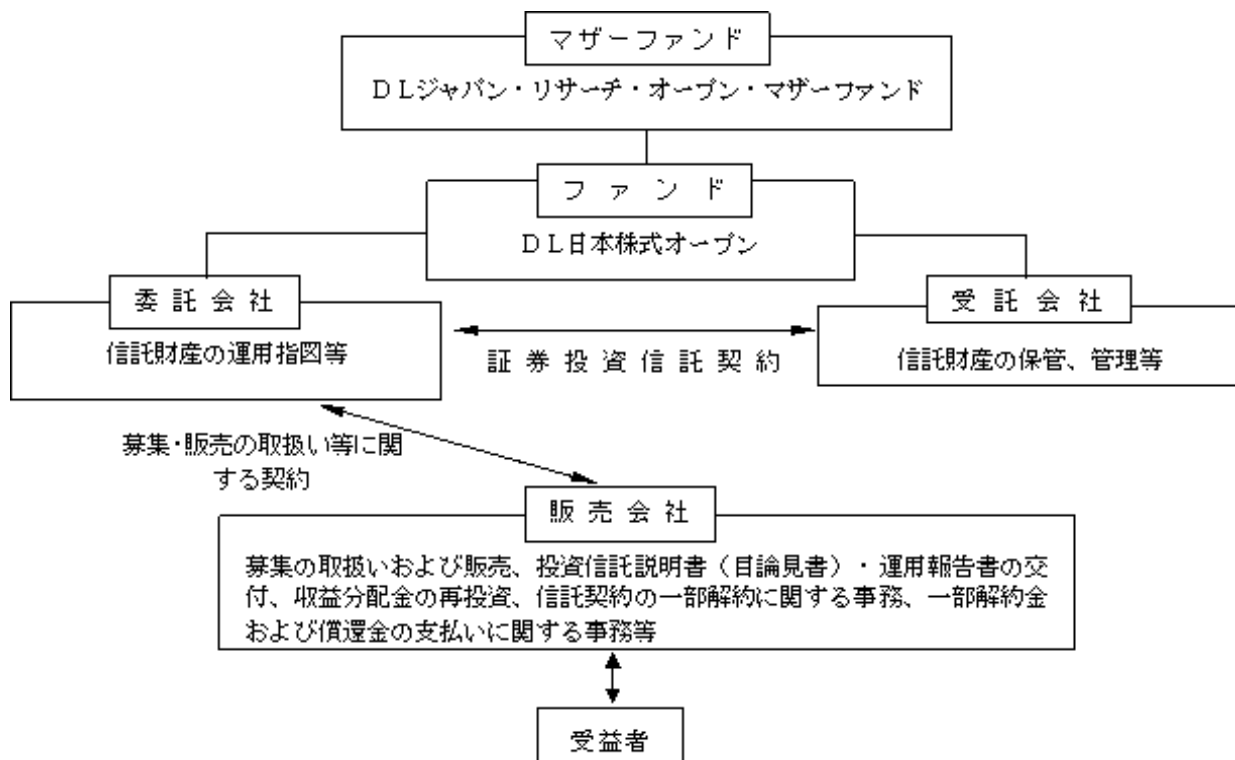 マザーファンド
ＤＬジャパン・リサーチ・オープン・マザーファンド
ファンド
ＤＬ日本株式オープン
委託会社
信託財産の運用指図等
証券投資信託契約
受託会社
信託財産の保管、管理等
募集・販売の取扱い等に関
する契約
販売会社
募集の取扱いおよび販売、投資信託説明書（目論見書）・運用報告書の交
付、収益分配金の再投資、信託契約の一部解約に関する事務、一部解約金
および償還金の支払いに関する事務等
受益者